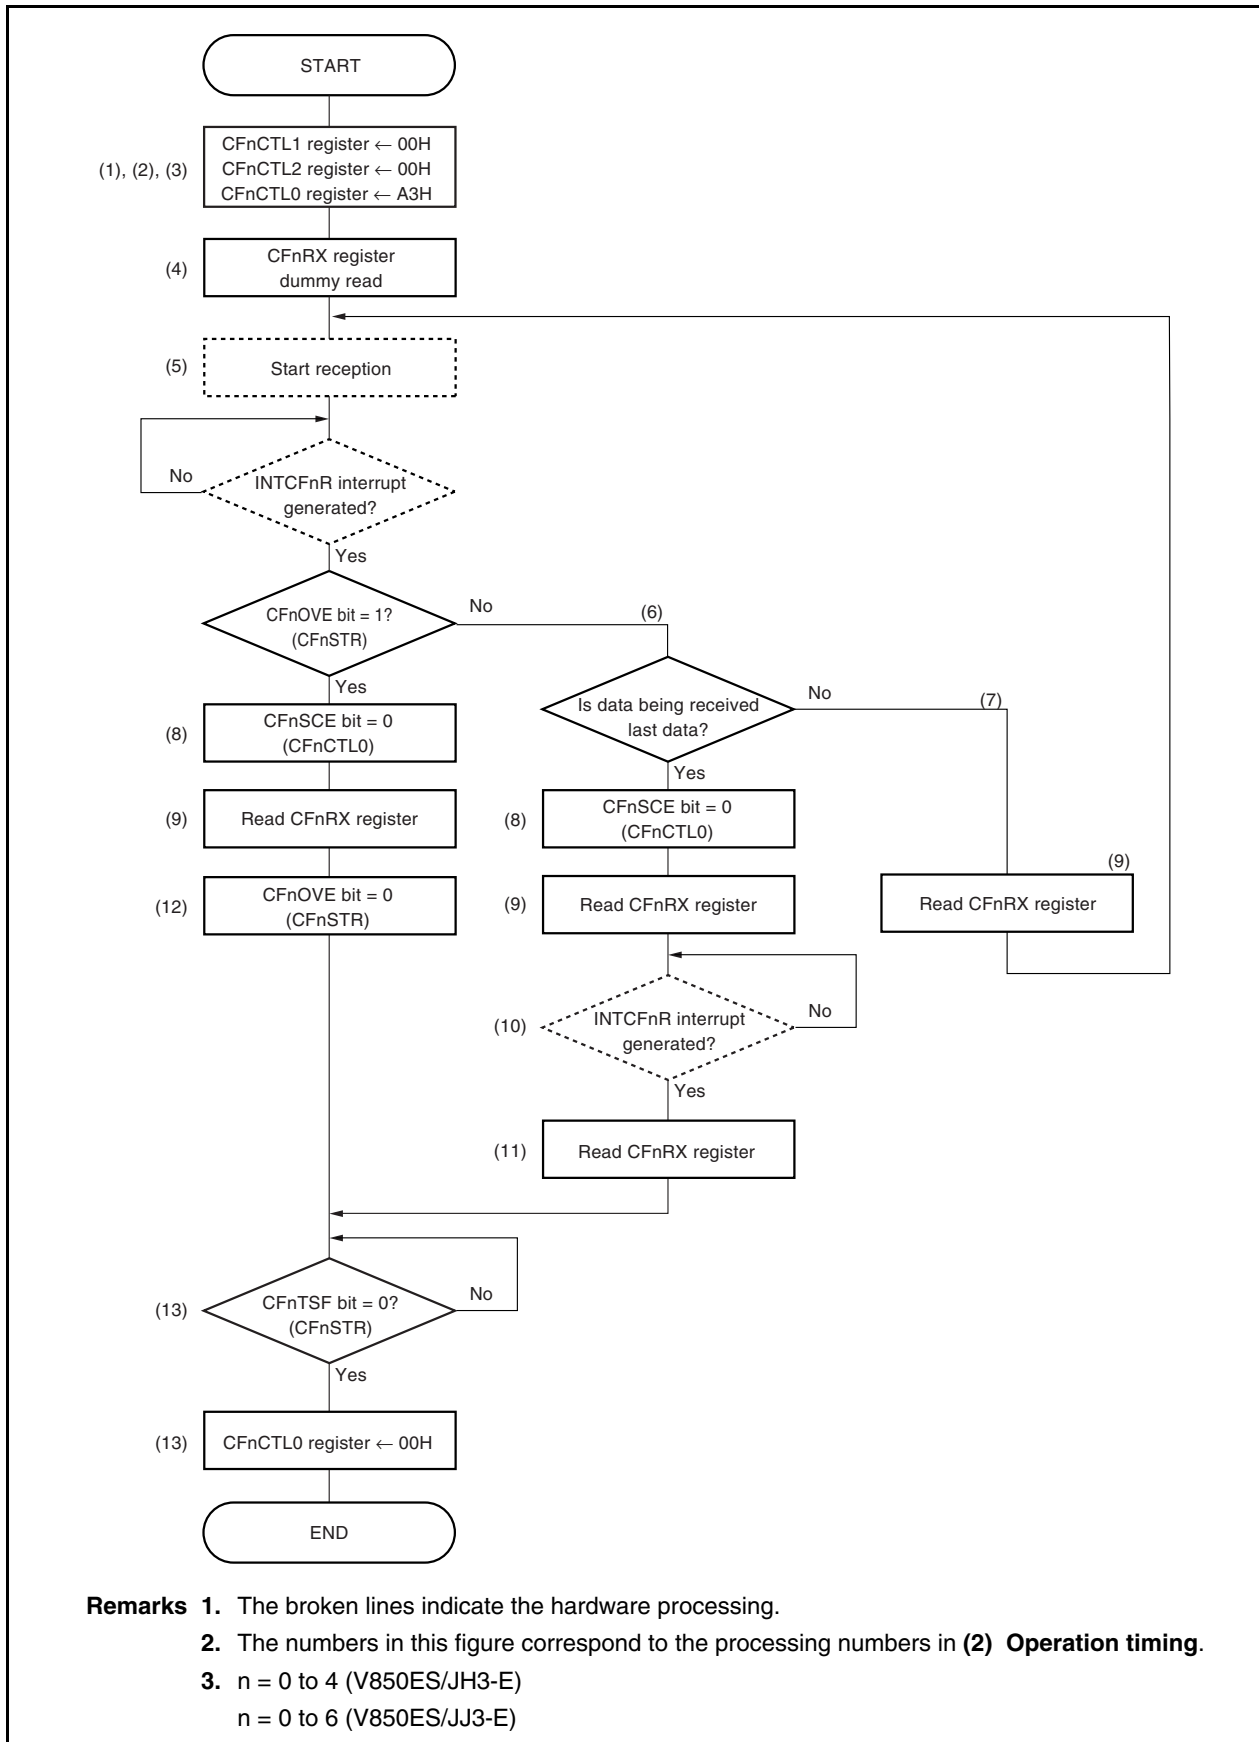 START
(1), (2), (3)
CFnCTL1 register ← 00H
CFnCTL2 register ← 00H
CFnCTL0 register ← A3H
(4)
CFnRX register
dummy read
(5)
Start reception
No
INTCFnR interrupt
generated?
Yes
CFnOVE bit = 1?
(CFnSTR)
No
(6)
Yes
Is data being received
last data?
No
(7)
Yes
(8)
CFnSCE bit = 0
(CFnCTL0)
(8)
CFnSCE bit = 0
(CFnCTL0)
(9)
Read CFnRX register
(9)
Read CFnRX register
(9)
Read CFnRX register
(12)
CFnOVE bit = 0
(CFnSTR)
(10)
INTCFnR interrupt
generated?
No
Yes
(11)
Read CFnRX register
(13)
CFnTSF bit = 0?
(CFnSTR)
No
Yes
(13)
CFnCTL0 register ← 00H
END
Remarks 1. The broken lines indicate the hardware processing.
2. The numbers in this figure correspond to the processing numbers in (2) Operation timing.
3. n = 0 to 4 (V850ES/JH3-E)
n = 0 to 6 (V850ES/JJ3-E)